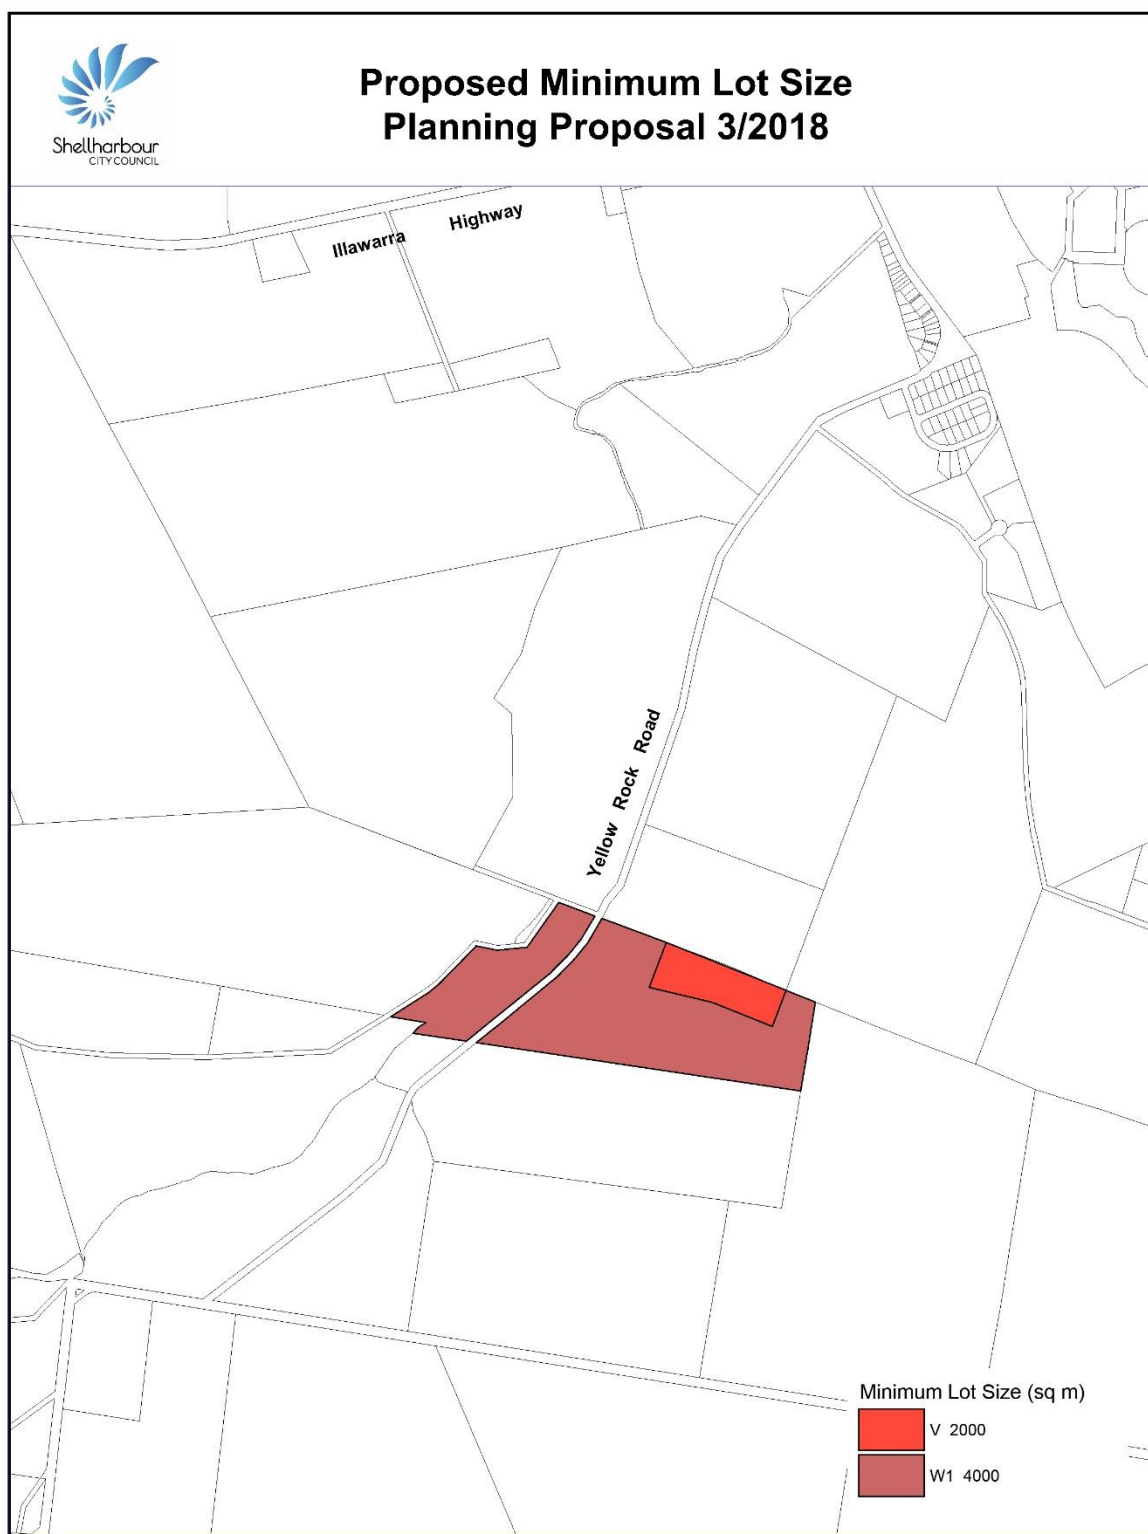 Shellharbour
CITY COUNCIL
Proposed Minimum Lot Size
Planning Proposal 3/2018
Illawarra Highway
Yellow Rock Road
Minimum Lot Size (sq m)
V 2000
W1 4000